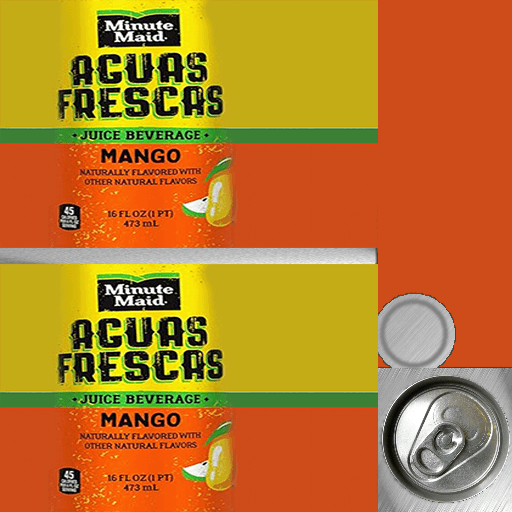 Minute
Maid
AGUAS
FRESCAS
• JUICE BEVERAGE •
MANGO
NATURALLY FLAVORED WITH
OTHER NATURAL FLAVORS
45
16 FL OZ (1 PT)
473 mL
Minute
Maid
AGUAS
FRESCAS
• JUICE BEVERAGE •
MANGO
NATURALLY FLAVORED WITH
OTHER NATURAL FLAVORS
45
16 FL OZ (1 PT)
473 mL